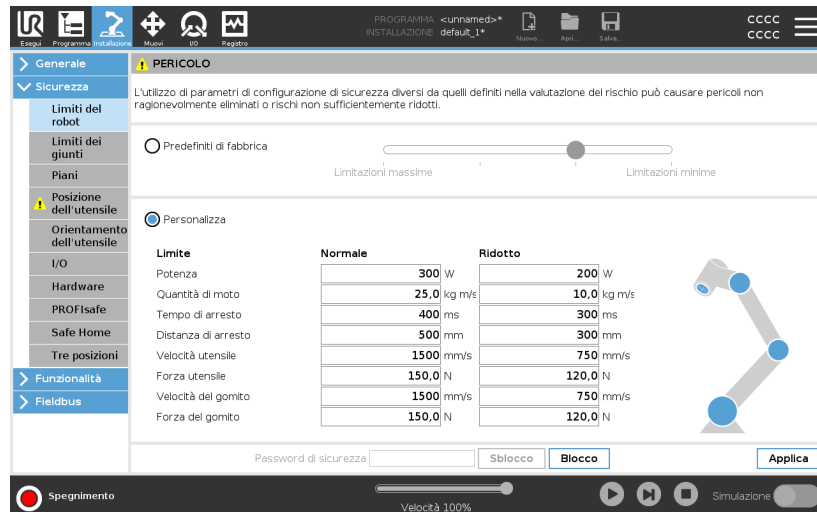 PROGRAMMA <unnamed>*
INSTALLAZIONE default_1*
Nuovo... Apri... Salva...
CCCC
CCCC
Esegui Programma Installazione Muovi I/O Registro
Generale
Sicurezza
Limiti del
robot
Limiti dei
giunti
Piani
Posizione
dell'utensile
Orientamento
dell'utensile
I/O
Hardware
PROFIsafe
Safe Home
Tre posizioni
Funzionalità
Fieldbus
PERICOLO
L'utilizzo di parametri di configurazione di sicurezza diversi da quelli definiti nella valutazione del rischio può causare pericoli non
ragionevolmente eliminati o rischi non sufficientemente ridotti.
Predefiniti di fabbrica
Limitazioni massime Limitazioni minime
Personalizza
Limite Normale Ridotto
Potenza 300 W 200 W
Quantità di moto 25,0 kg m/s 10,0 kg m/s
Tempo di arresto 400 ms 300 ms
Distanza di arresto 500 mm 300 mm
Velocità utensile 1500 mm/s 750 mm/s
Forza utensile 150,0 N 120,0 N
Velocità del gomito 1500 mm/s 750 mm/s
Forza del gomito 150,0 N 120,0 N
Password di sicurezza Sblocco Blocco Applica
Spegnimento
Velocità 100%
Simulazione